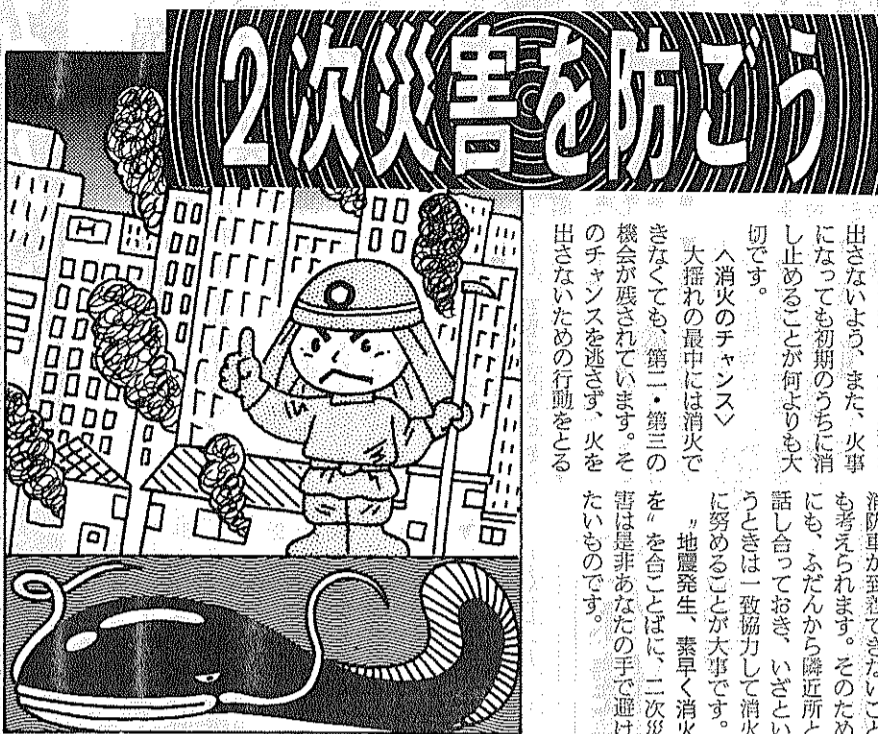 2次災害を防ごう
出さないよう、また、火事
になっても初期のうちに消
し止めることが何よりも大
切です。
〈消火のチャンス〉
大揺れの最中には消火で
きなくても、第二・第三の
機会が残されています。そ
のチャンスを逃さず、火を
出さないための行動をとる
消防車が到着できないこと
も考えられます。そのため
にも、ふだんから隣近所と
話し合っておき、いざとい
うときは一致協力して消火
に努めることが大事です。
〝地震発生、素早く消火
を〟を合ことばに、二次災
害は是非あなたの手で避け
たいものです。